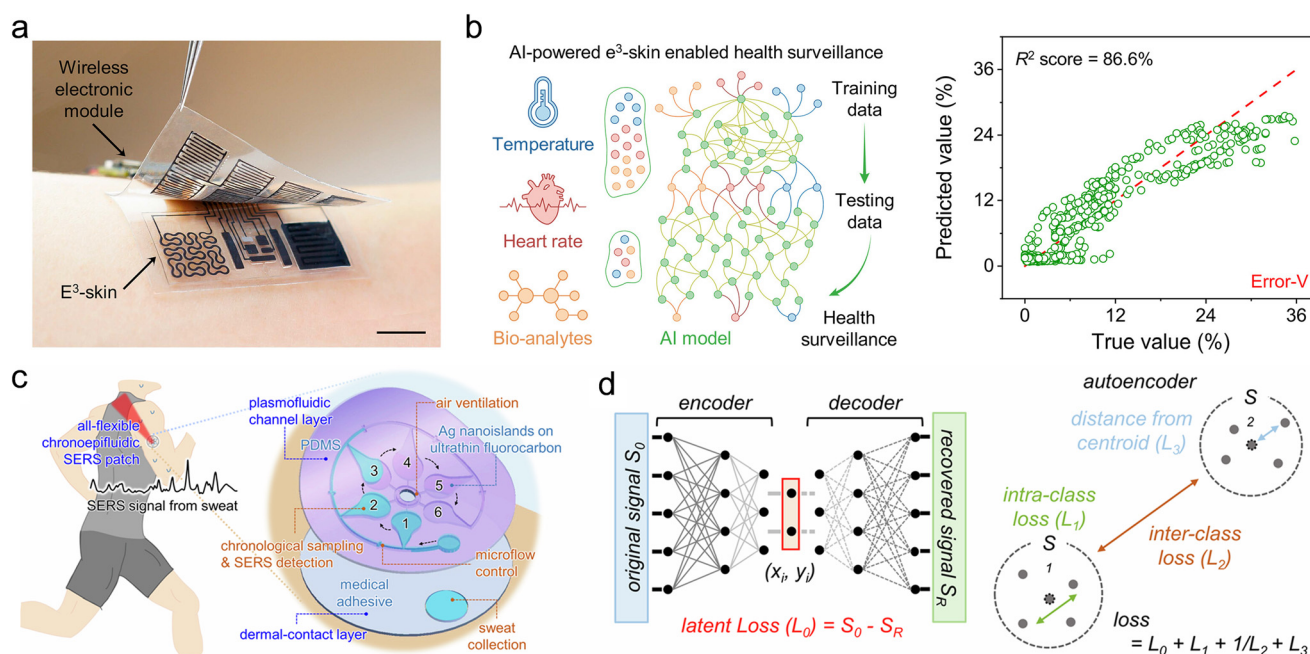 a
Wireless
electronic
module
E³-skin
b
AI-powered e³-skin enabled health surveillance
Temperature
Heart rate
Bio-analytes
AI model
Training
data
Testing
data
Health
surveillance
R² score = 86.6%
Predicted value (%)
36
24
12
0
0
12
24
36
Error-V
True value (%)
c
all-flexible
chronoepifluidic
SERS patch
SERS signal from sweat
plasmofluidic
channel layer
air ventilation
PDMS
Ag nanoislands on
ultrathin fluorocarbon
1
2
3
4
5
6
chronological sampling
& SERS detection
microflow
control
medical
adhesive
dermal-contact layer
sweat
collection
d
encoder
decoder
original signal S₀
recovered signal S_R
(xᵢ, yᵢ)
latent Loss (L₀) = S₀ - S_R
autoencoder
S
2
distance from
centroid (L₃)
intra-class
loss (L₁)
inter-class
loss (L₂)
S
1
loss
= L₀ + L₁ + 1/L₂ + L₃